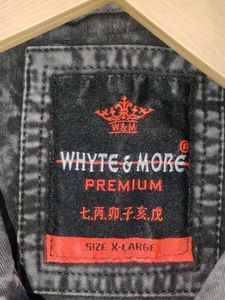 W&M
WHYTE & MORE®
PREMIUM
七.丙.卯.子.亥.戊
SIZE X-LARGE